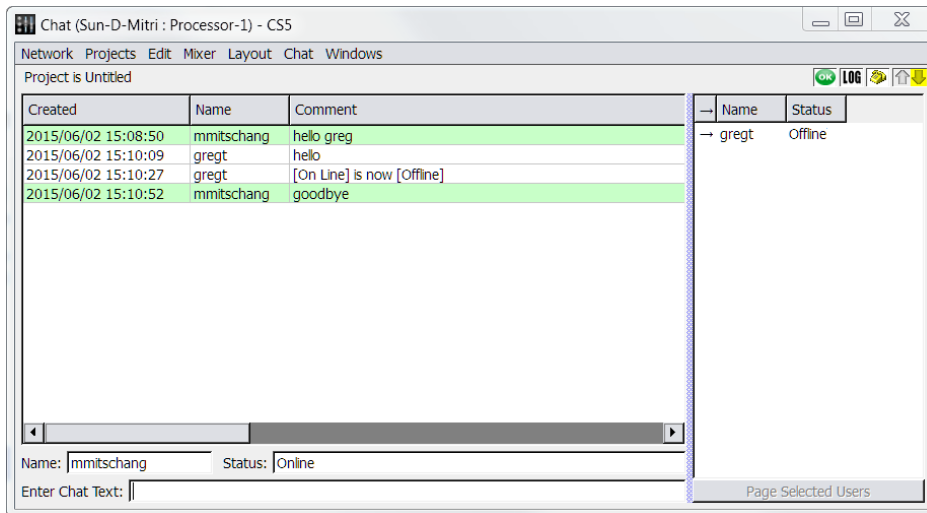 Chat (Sun-D-Mitri : Processor-1) - CS5
Network Projects Edit Mixer Layout Chat Windows
Project is Untitled OK LOG
Created Name Comment → Name Status
2015/06/02 15:08:50 mmitschang hello greg → gregt Offline
2015/06/02 15:10:09 gregt hello
2015/06/02 15:10:27 gregt [On Line] is now [Offline]
2015/06/02 15:10:52 mmitschang goodbye
Name: mmitschang Status: Online
Enter Chat Text: Page Selected Users